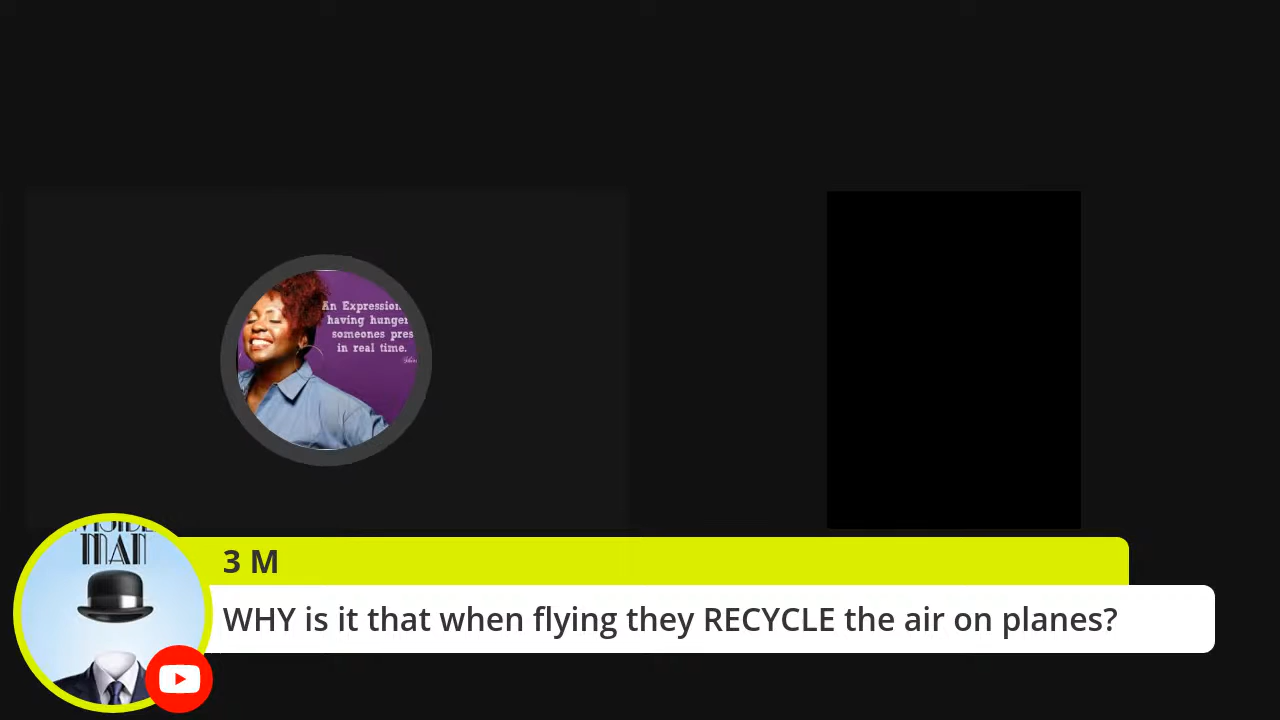 An Expression
having hunger
someones pres
in real time.
MAN
3 M
WHY is it that when flying they RECYCLE the air on planes?